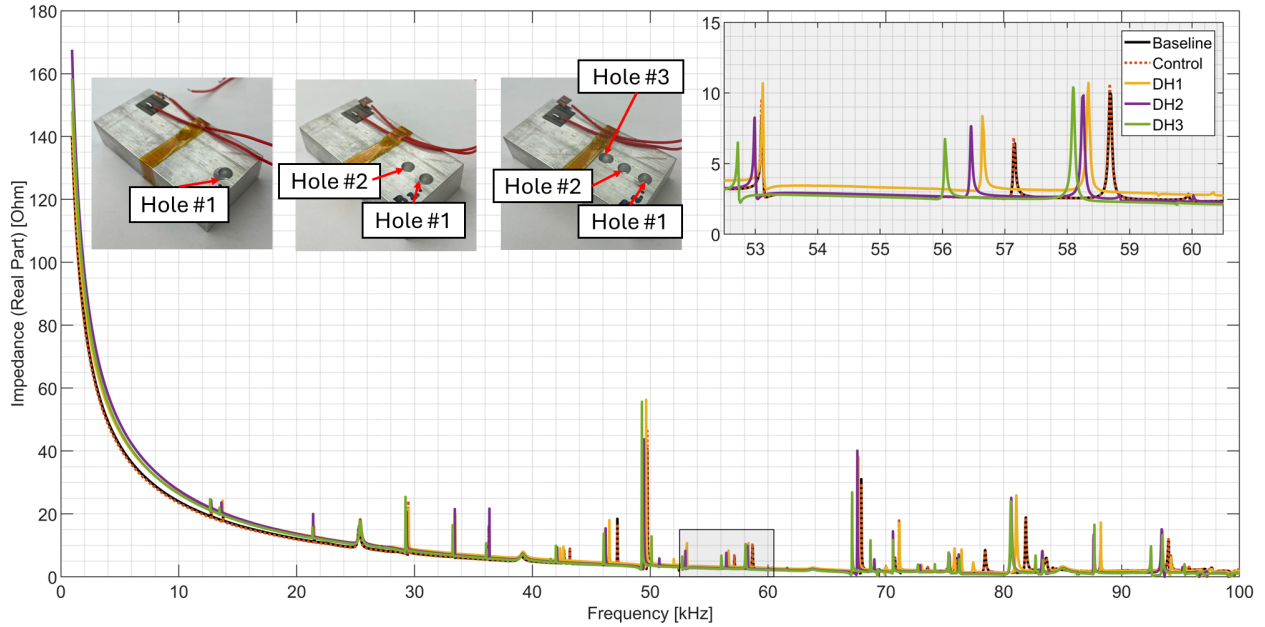 180
160
140
120
100
80
60
40
20
0
Impedance (Real Part) [Ohm]
0 10 20 30 40 50 60 70 80 90 100
Frequency [kHz]
Hole #1
Hole #2
Hole #1
Hole #3
Hole #2
Hole #1
15
10
5
0
53 54 55 56 57 58 59 60
Baseline
Control
DH1
DH2
DH3